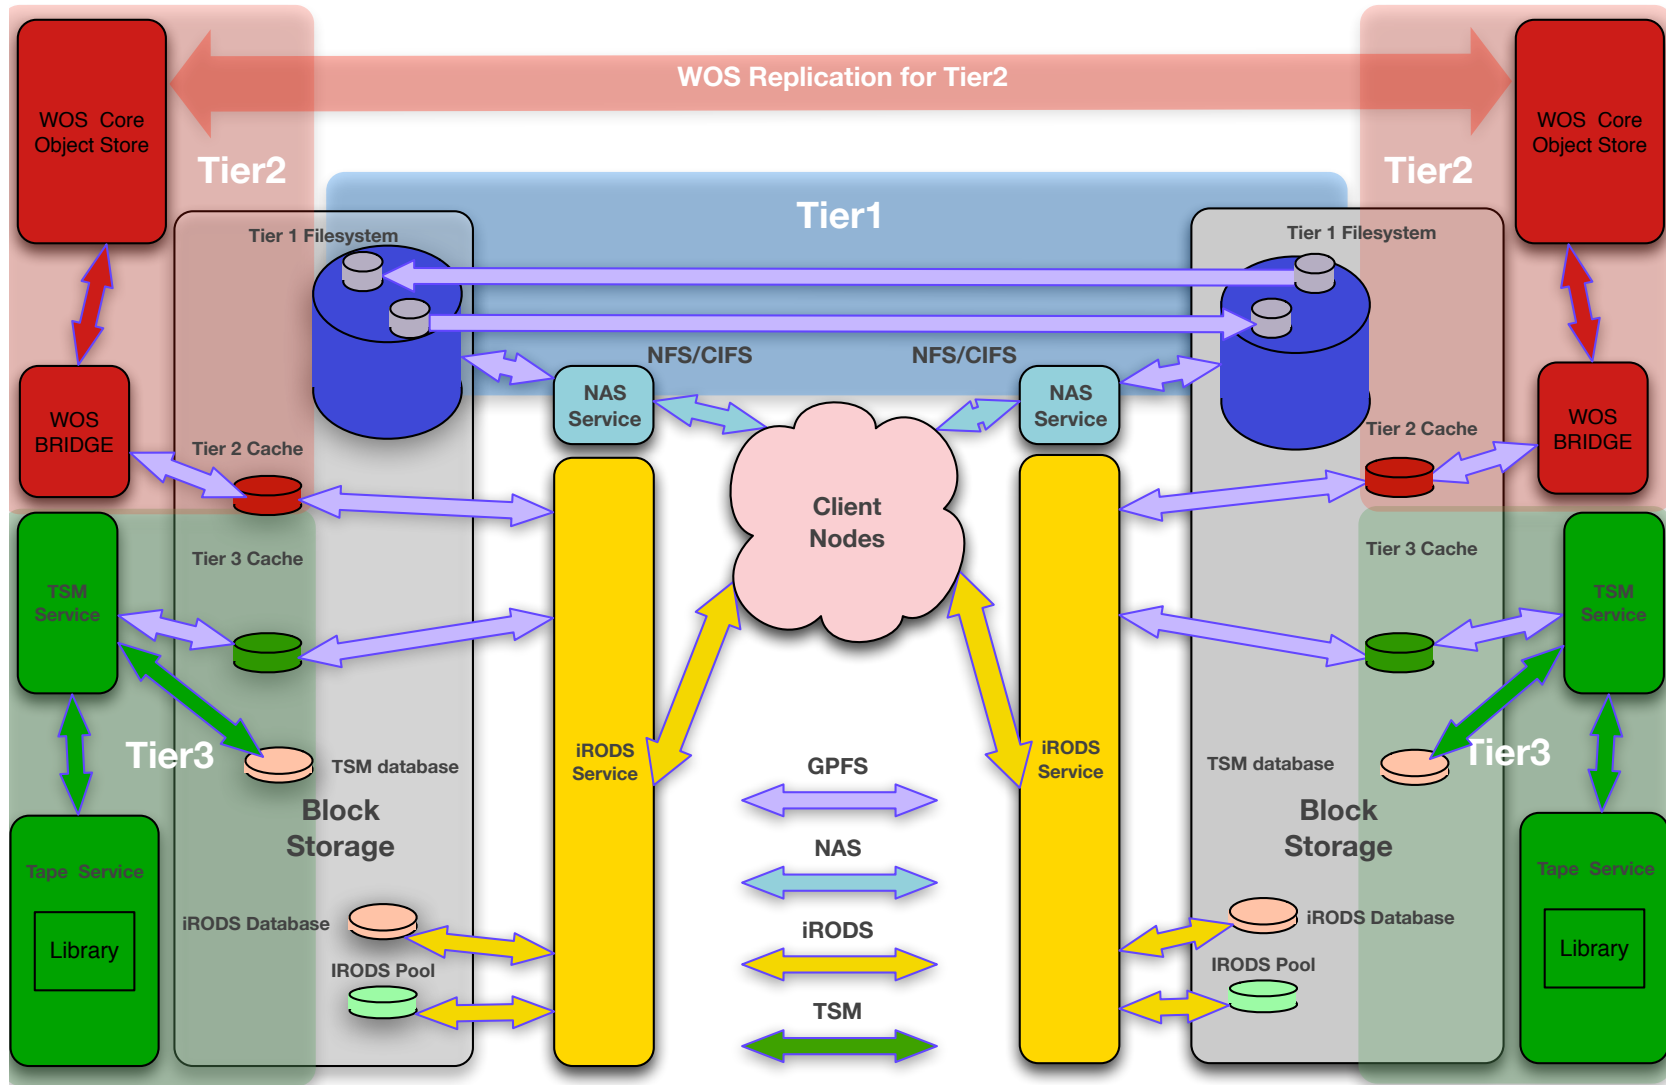 WOS Replication for Tier2
WOS Core
Object Store
WOS Core
Object Store
Tier2
Tier2
Tier1
Tier 1 Filesystem
Tier 1 Filesystem
NFS/CIFS
NFS/CIFS
NAS
Service
NAS
Service
WOS
BRIDGE
WOS
BRIDGE
Tier 2 Cache
Tier 2 Cache
Client
Nodes
Tier 3 Cache
Tier 3 Cache
TSM
Service
TSM
Service
Tier3
Tier3
TSM database
TSM database
iRODS
Service
iRODS
Service
GPFS
Block
Storage
Block
Storage
NAS
Tape Service
Tape Service
Library
Library
iRODS Database
iRODS Database
iRODS
IRODS Pool
IRODS Pool
TSM